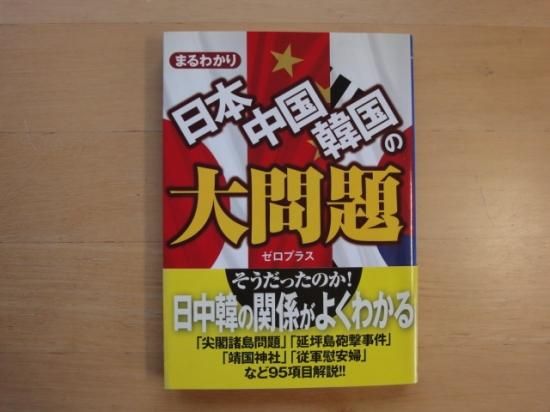 まるわかり
日本
中国
韓国の
大問題
ゼロプラス
そうだったのか!
日中韓の関係がよくわかる
「尖閣諸島問題」「延坪島砲撃事件」
「靖国神社」「従軍慰安婦」
など95項目解説!!